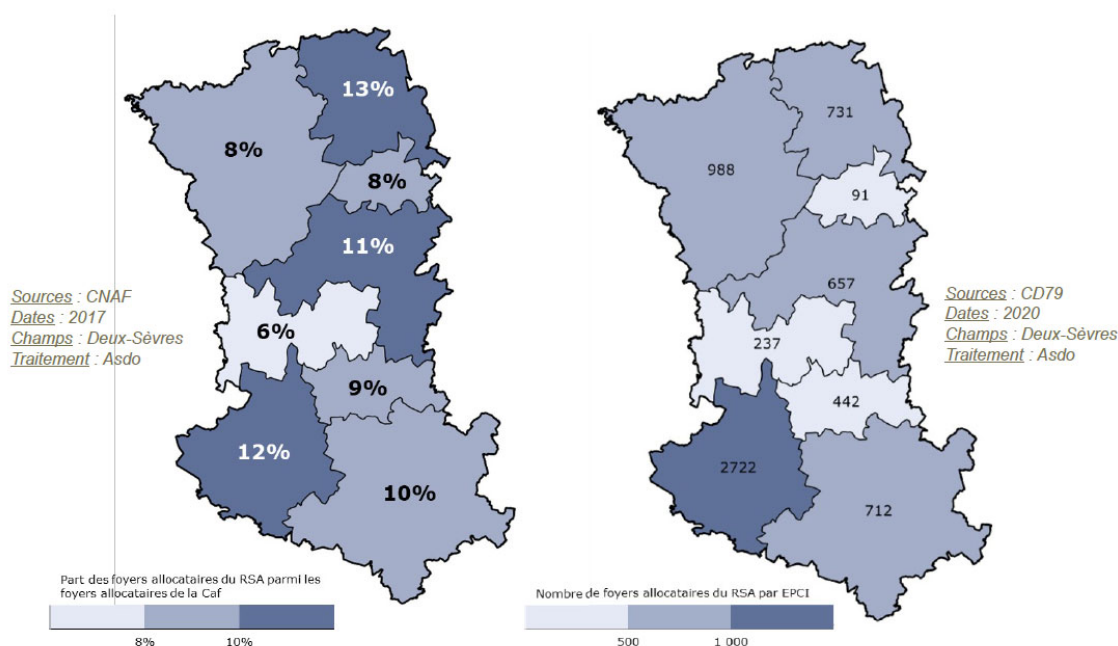 13%
8%
8%
11%
6%
9%
12%
10%
Sources : CNAF
Dates : 2017
Champs : Deux-Sèvres
Traitement : Asdo
Part des foyers allocataires du RSA parmi les
foyers allocataires de la Caf
8%
10%
731
988
91
657
237
442
2722
712
Sources : CD79
Dates : 2020
Champs : Deux-Sèvres
Traitement : Asdo
Nombre de foyers allocataires du RSA par EPCI
500
1 000